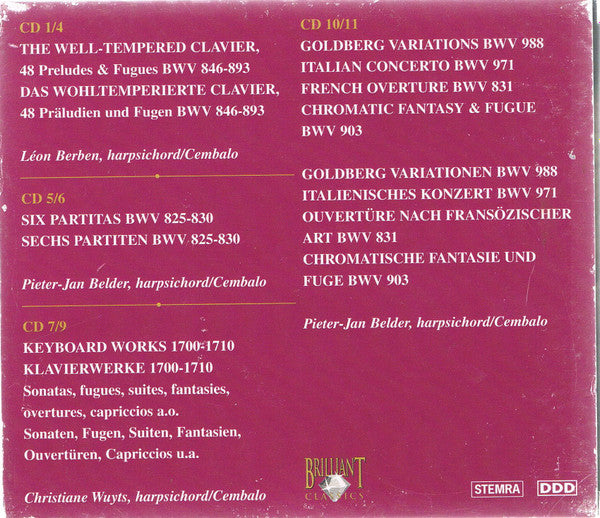 CD 1/4
THE WELL-TEMPERED CLAVIER,
48 Preludes & Fugues BWV 846-893
DAS WOHLTEMPERIERTE CLAVIER,
48 Präludien und Fugen BWV 846-893
Léon Berben, harpsichord/Cembalo
CD 5/6
SIX PARTITAS BWV 825-830
SECHS PARTITEN BWV 825-830
Pieter-Jan Belder, harpsichord/Cembalo
CD 7/9
KEYBOARD WORKS 1700-1710
KLAVIERWERKE 1700-1710
Sonatas, fugues, suites, fantasies,
overtures, capriccios a.o.
Sonaten, Fugen, Suiten, Fantasien,
Ouvertüren, Capriccios u.a.
Christiane Wuyts, harpsichord/Cembalo
CD 10/11
GOLDBERG VARIATIONS BWV 988
ITALIAN CONCERTO BWV 971
FRENCH OVERTURE BWV 831
CHROMATIC FANTASY & FUGUE
BWV 903
GOLDBERG VARIATIONEN BWV 988
ITALIENISCHES KONZERT BWV 971
OUVERTÜRE NACH FRANSÖZISCHER
ART BWV 831
CHROMATISCHE FANTASIE UND
FUGE BWV 903
Pieter-Jan Belder, harpsichord/Cembalo
BRILLIANT
CLASSICS
STEMRA
DDD